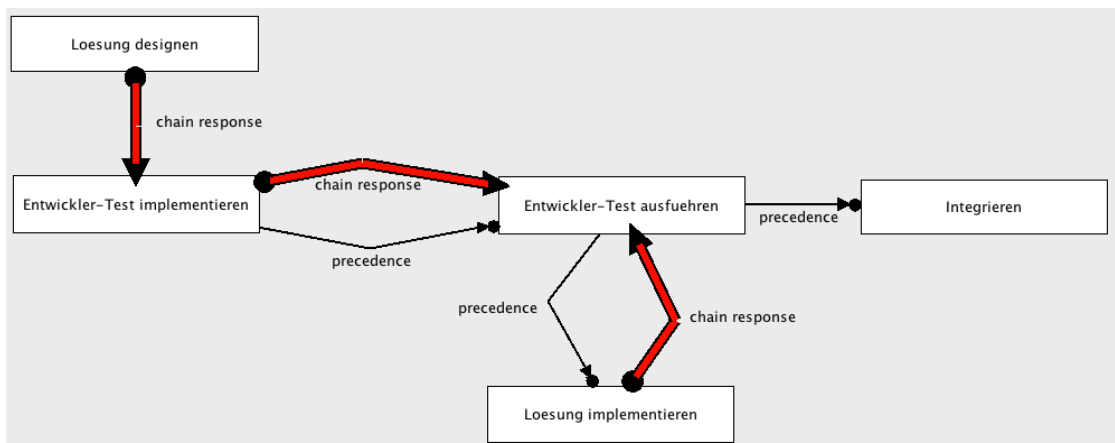 Loesung designen
chain response
Entwickler-Test implementieren
chain response
precedence
Entwickler-Test ausfuehren
precedence
Integrieren
precedence
chain response
Loesung implementieren